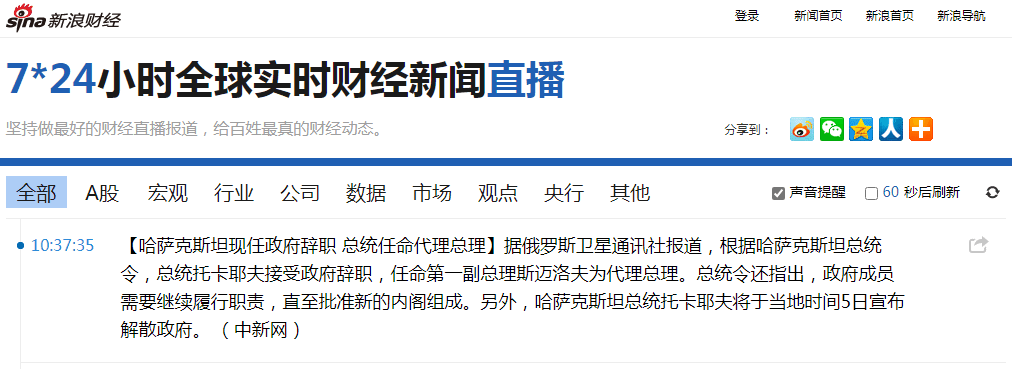 sina 新浪财经
登录 新闻首页 新浪首页 新浪导航
7*24小时全球实时财经新闻直播
坚持做最好的财经直播报道，给百姓最真的财经动态。
分享到：
全部 A股 宏观 行业 公司 数据 市场 观点 央行 其他
声音提醒 60 秒后刷新
10:37:35
【哈萨克斯坦现任政府辞职 总统任命代理总理】据俄罗斯卫星通讯社报道，根据哈萨克斯坦总统
令，总统托卡耶夫接受政府辞职，任命第一副总理斯迈洛夫为代理总理。总统令还指出，政府成员
需要继续履行职责，直至批准新的内阁组成。另外，哈萨克斯坦总统托卡耶夫将于当地时间5日宣布
解散政府。（中新网）